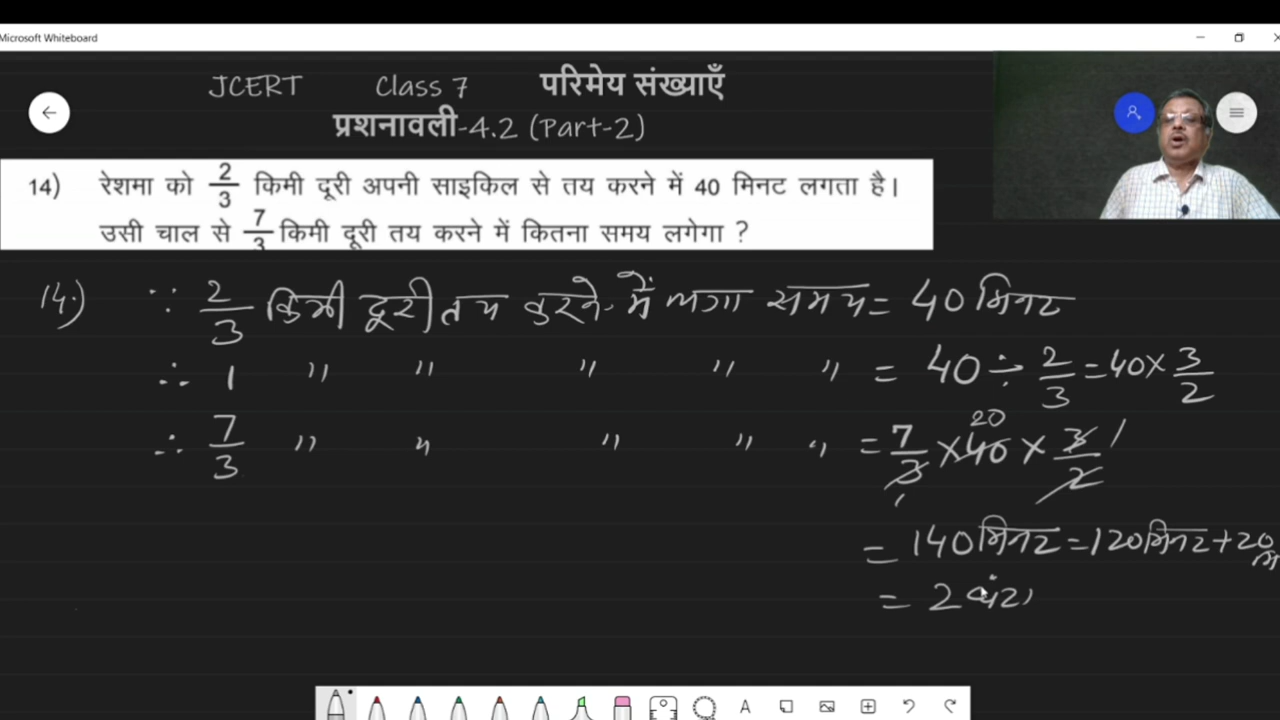 Microsoft Whiteboard
JCERT Class 7 परिमेय संख्याएँ
प्रशनावली-4.2 (Part-2)
14) रेशमा को 2/3 किमी दूरी अपनी साइकिल से तय करने में 40 मिनट लगता है।
उसी चाल से 7/3 किमी दूरी तय करने में कितना समय लगेगा ?
14.) ∵ 2/3 किमी दूरी तय करने में लगा समय = 40 मिनट
∴ 1 " " " " " = 40 ÷ 2/3 = 40 × 3/2
∴ 7/3 " " " " " = 7/3 × 40 × 3/2
20
1
1
= 140 मिनट = 120 मिनट + 20 मि
= 2 घंटा
A